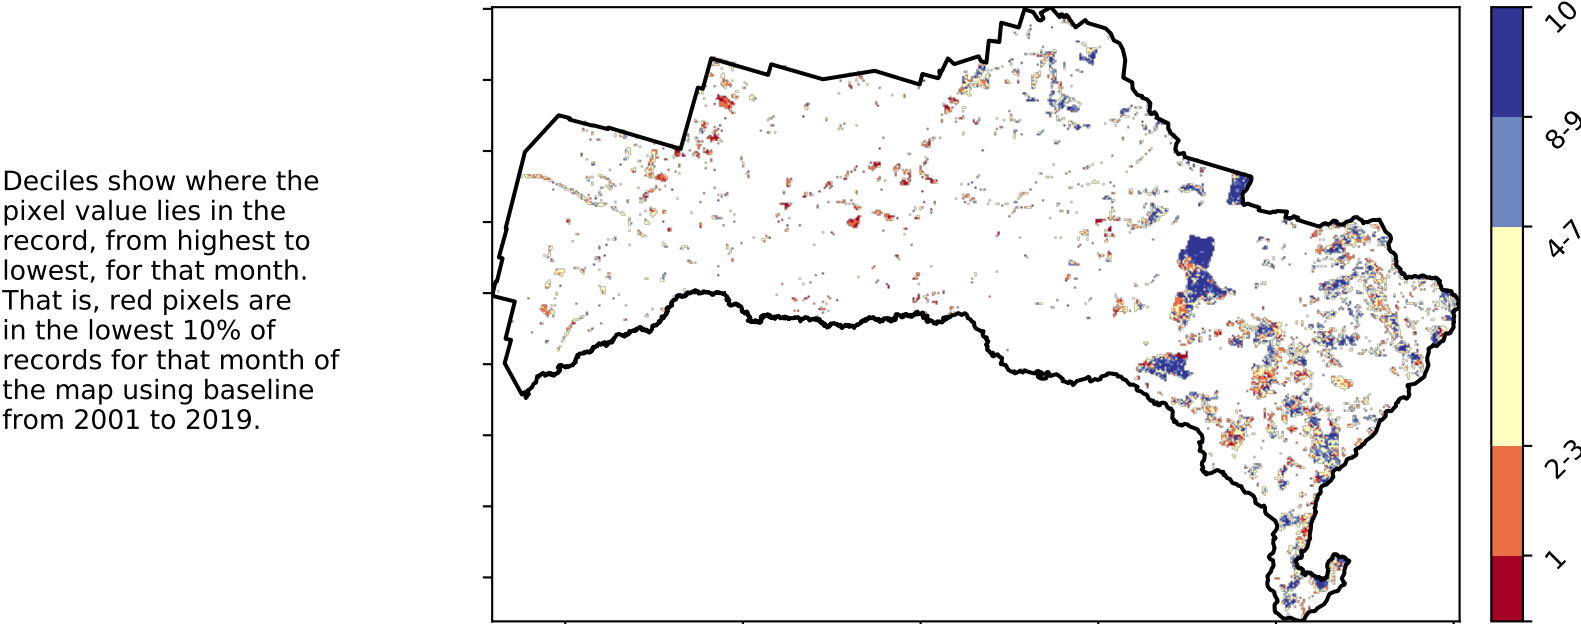 Deciles show where the
pixel value lies in the
record, from highest to
lowest, for that month.
That is, red pixels are
in the lowest 10% of
records for that month of
the map using baseline
from 2001 to 2019.
10
8-9
4-7
2-3
1